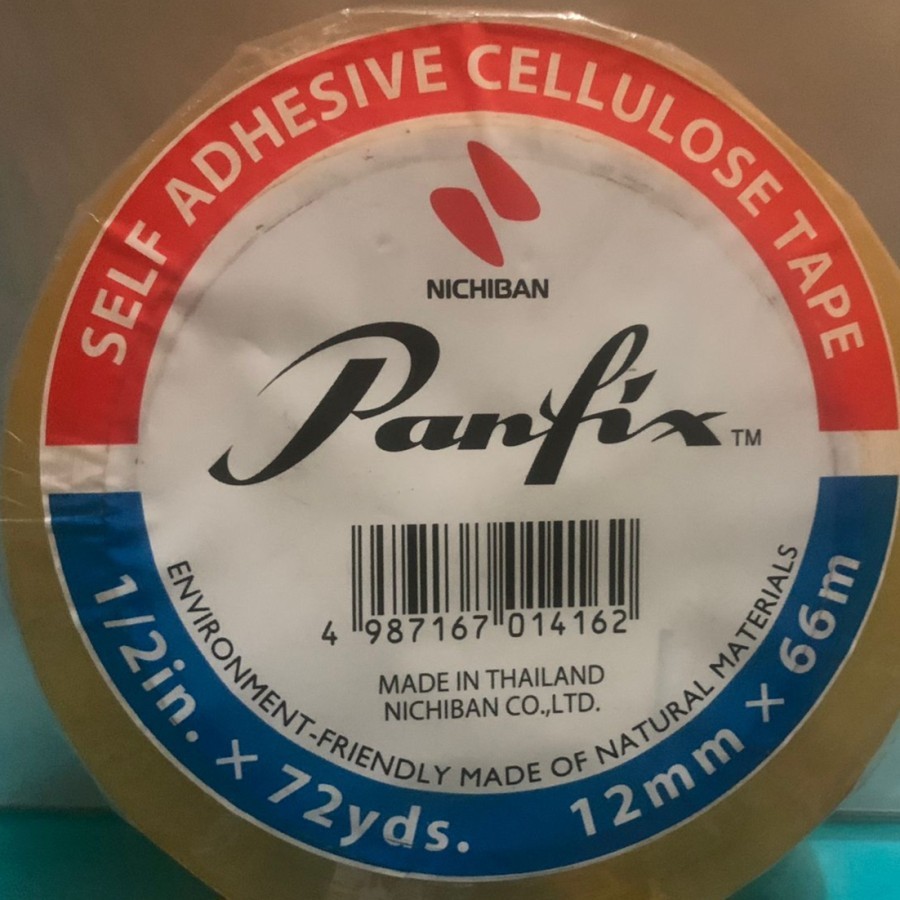 SELF ADHESIVE CELLULOSE TAPE
NICHIBAN
Panfix™
4 987167 014162
MADE IN THAILAND
NICHIBAN CO.,LTD.
ENVIRONMENT-FRIENDLY MADE OF NATURAL MATERIALS
1/2in. × 72yds. 12mm × 66m